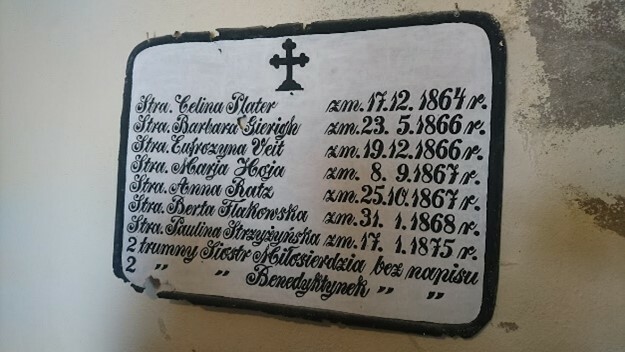 Stra. Celina Plater zm. 17.12.1864 r.
Stra. Barbara Gierigh zm. 23. 5.1866 r.
Stra. Eufrozyna Veit zm. 19.12.1866 r.
Stra. Marja Hoja zm. 8. 9.1867 r.
Stra. Anna Ratz zm. 25.10.1867 r.
Stra. Berta Flakowska zm. 31. 1.1868 r.
Stra. Paulina Strzyżyńska zm. 17. 1.1875 r.
2 trumny Siostr Miłosierdzia bez napisu
2 " " Benedyktynek " "